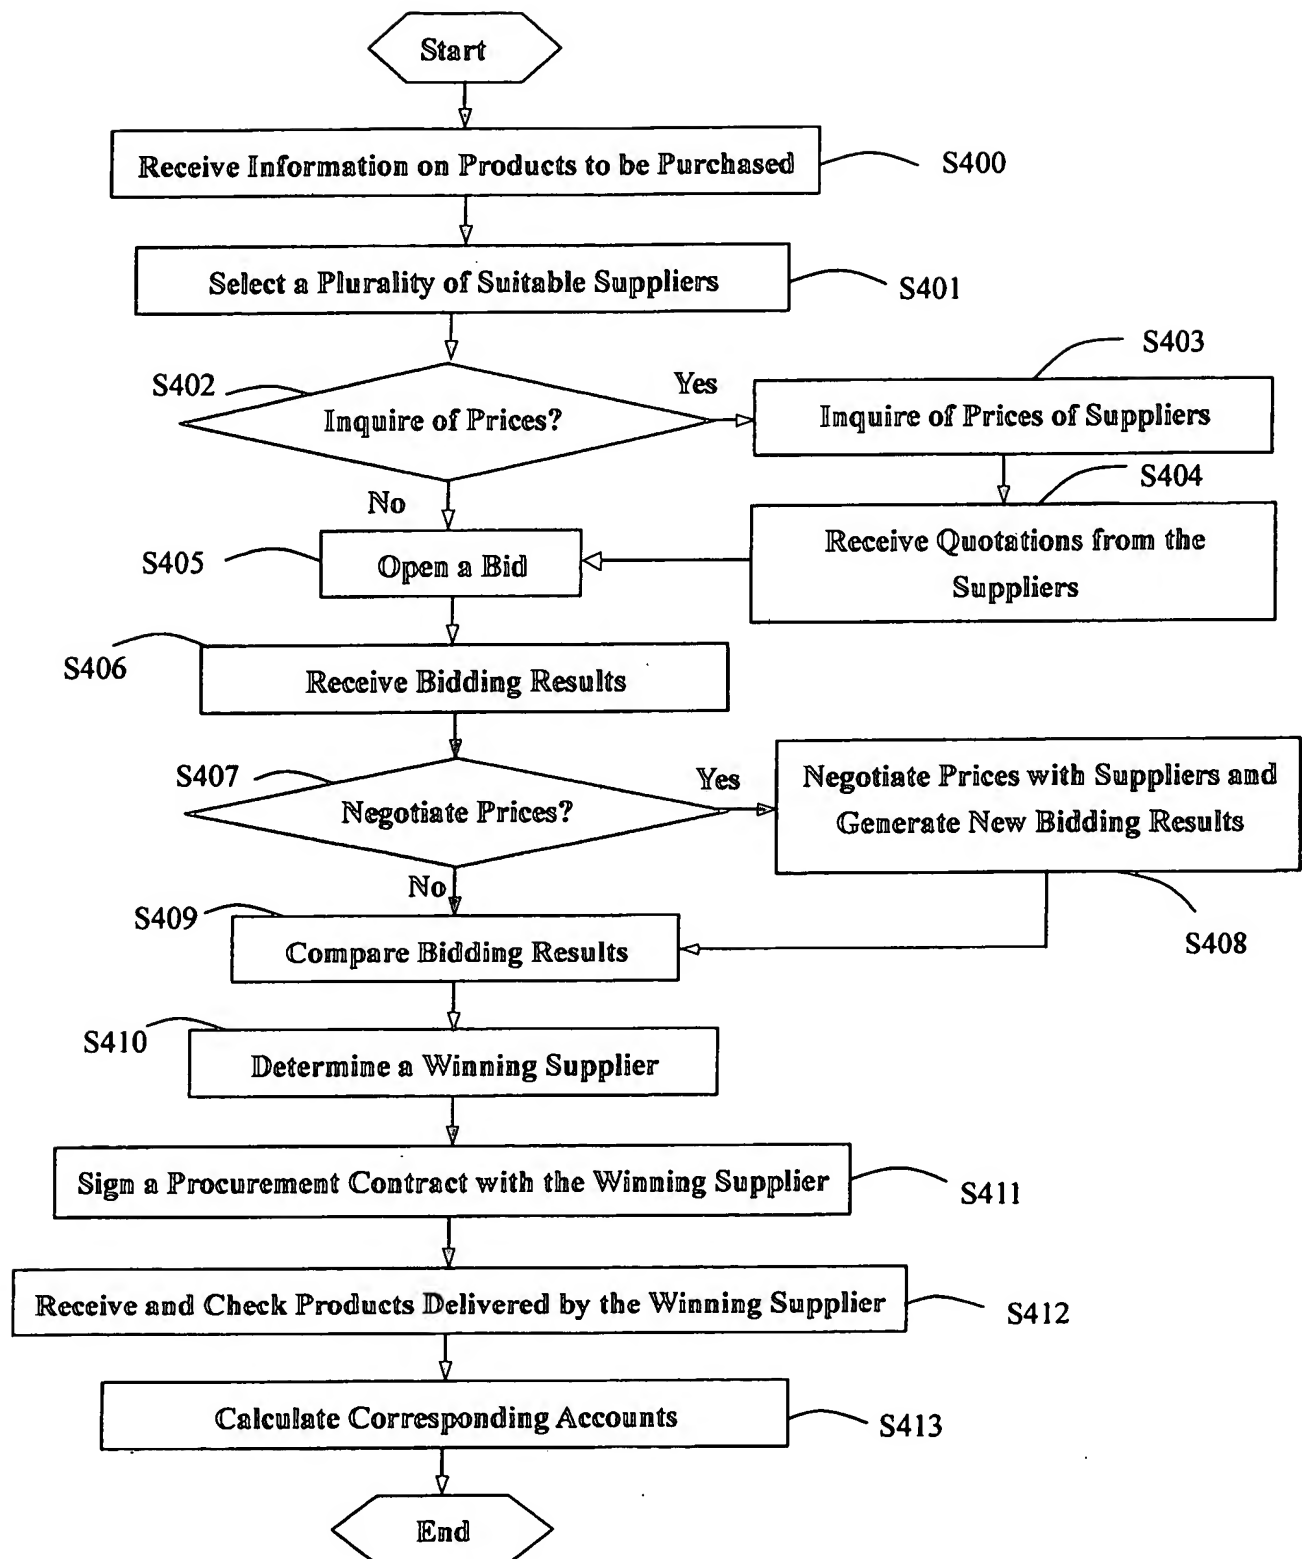 Start
Receive Information on Products to be Purchased
S400
Select a Plurality of Suitable Suppliers
S401
S402
Inquire of Prices?
Yes
S403
Inquire of Prices of Suppliers
No
S404
Receive Quotations from the
Suppliers
S405
Open a Bid
S406
Receive Bidding Results
S407
Negotiate Prices?
Yes
Negotiate Prices with Suppliers and
Generate New Bidding Results
S408
No
S409
Compare Bidding Results
S410
Determine a Winning Supplier
Sign a Procurement Contract with the Winning Supplier
S411
Receive and Check Products Delivered by the Winning Supplier
S412
Calculate Corresponding Accounts
S413
End